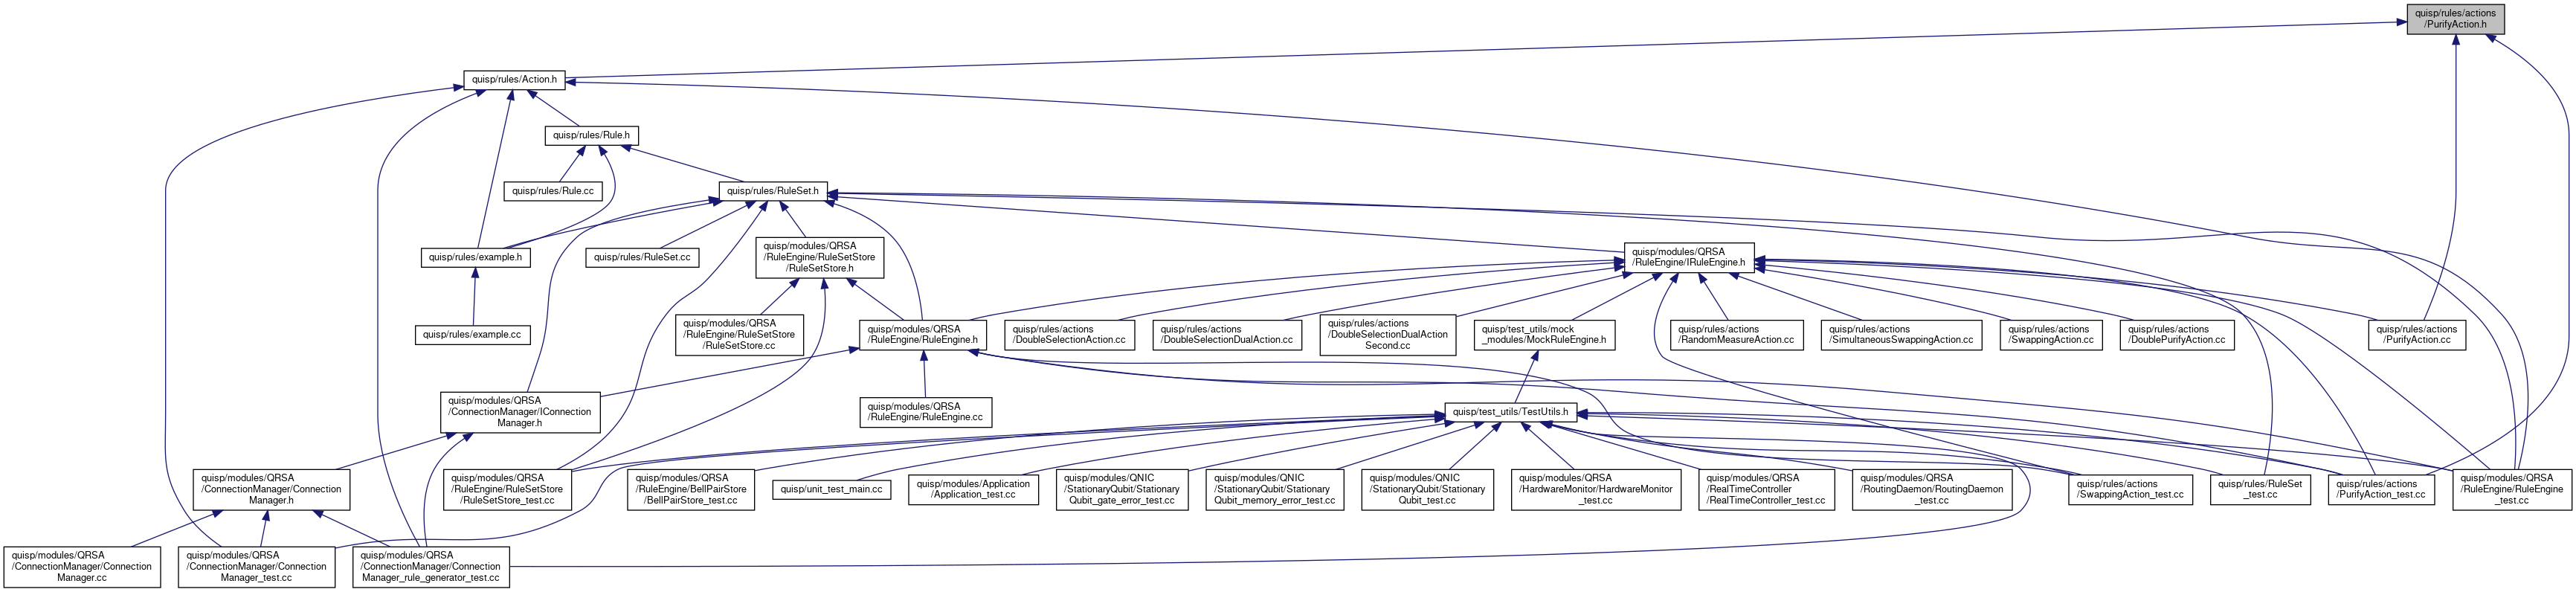 quisp/rules/actions
/PurifyAction.h
quisp/rules/Action.h
quisp/rules/Rule.h
quisp/rules/Rule.cc
quisp/rules/RuleSet.h
quisp/rules/example.h
quisp/rules/RuleSet.cc
quisp/modules/QRSA
/RuleEngine/RuleSetStore
/RuleSetStore.h
quisp/modules/QRSA
/RuleEngine/IRuleEngine.h
quisp/rules/example.cc
quisp/modules/QRSA
/RuleEngine/RuleSetStore
/RuleSetStore.cc
quisp/modules/QRSA
/RuleEngine/RuleEngine.h
quisp/rules/actions
/DoubleSelectionAction.cc
quisp/rules/actions
/DoubleSelectionDualAction.cc
quisp/rules/actions
/DoubleSelectionDualAction
Second.cc
quisp/test_utils/mock
_modules/MockRuleEngine.h
quisp/rules/actions
/RandomMeasureAction.cc
quisp/rules/actions
/SimultaneousSwappingAction.cc
quisp/rules/actions
/SwappingAction.cc
quisp/rules/actions
/DoublePurifyAction.cc
quisp/rules/actions
/PurifyAction.cc
quisp/modules/QRSA
/ConnectionManager/IConnection
Manager.h
quisp/modules/QRSA
/RuleEngine/RuleEngine.cc
quisp/test_utils/TestUtils.h
quisp/modules/QRSA
/ConnectionManager/Connection
Manager.h
quisp/modules/QRSA
/RuleEngine/RuleSetStore
/RuleSetStore_test.cc
quisp/modules/QRSA
/RuleEngine/BellPairStore
/BellPairStore_test.cc
quisp/unit_test_main.cc
quisp/modules/Application
/Application_test.cc
quisp/modules/QNIC
/StationaryQubit/Stationary
Qubit_gate_error_test.cc
quisp/modules/QNIC
/StationaryQubit/Stationary
Qubit_memory_error_test.cc
quisp/modules/QNIC
/StationaryQubit/Stationary
Qubit_test.cc
quisp/modules/QRSA
/HardwareMonitor/HardwareMonitor
_test.cc
quisp/modules/QRSA
/RealTimeController
/RealTimeController_test.cc
quisp/modules/QRSA
/RoutingDaemon/RoutingDaemon
_test.cc
quisp/rules/actions
/SwappingAction_test.cc
quisp/rules/RuleSet
_test.cc
quisp/rules/actions
/PurifyAction_test.cc
quisp/modules/QRSA
/RuleEngine/RuleEngine
_test.cc
quisp/modules/QRSA
/ConnectionManager/Connection
Manager.cc
quisp/modules/QRSA
/ConnectionManager/Connection
Manager_test.cc
quisp/modules/QRSA
/ConnectionManager/Connection
Manager_rule_generator_test.cc